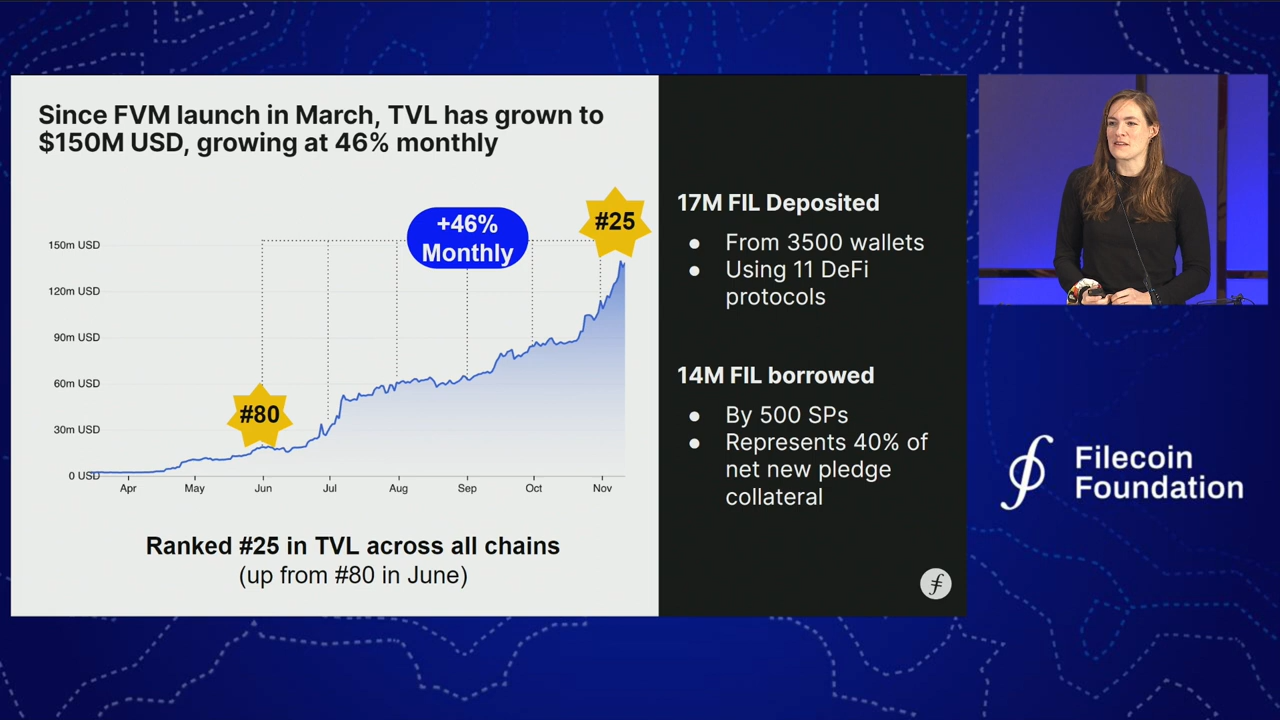 Since FVM launch in March, TVL has grown to
$150M USD, growing at 46% monthly
+46%
Monthly
#25
150m USD
120m USD
90m USD
60m USD
30m USD
0 USD
#80
Apr May Jun Jul Aug Sep Oct Nov
Ranked #25 in TVL across all chains
(up from #80 in June)
17M FIL Deposited
● From 3500 wallets
● Using 11 DeFi
protocols
14M FIL borrowed
● By 500 SPs
● Represents 40% of
net new pledge
collateral
Filecoin
Foundation